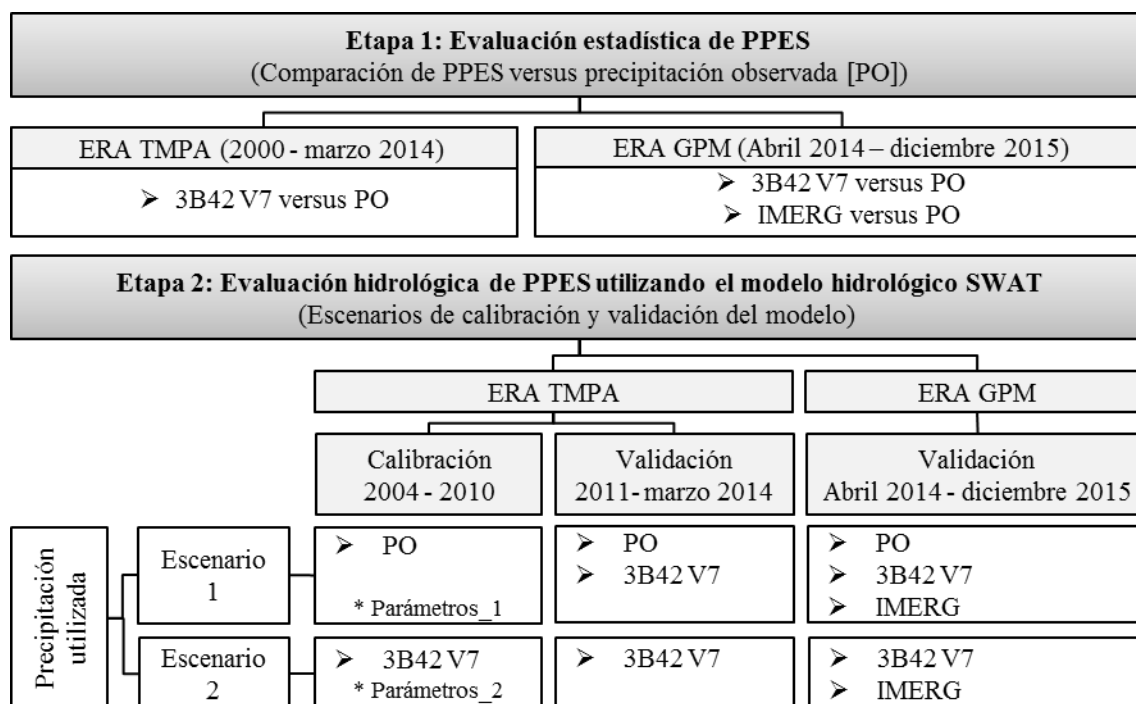 Etapa 1: Evaluación estadística de PPES
(Comparación de PPES versus precipitación observada [PO])
ERA TMPA (2000 - marzo 2014)
➢ 3B42 V7 versus PO
ERA GPM (Abril 2014 – diciembre 2015)
➢ 3B42 V7 versus PO
➢ IMERG versus PO
Etapa 2: Evaluación hidrológica de PPES utilizando el modelo hidrológico SWAT
(Escenarios de calibración y validación del modelo)
ERA TMPA
ERA GPM
Calibración
2004 - 2010
Validación
2011- marzo 2014
Validación
Abril 2014 - diciembre 2015
Precipitación
utilizada
Escenario
1
➢ PO
* Parámetros_1
➢ PO
➢ 3B42 V7
➢ PO
➢ 3B42 V7
➢ IMERG
Escenario
2
➢ 3B42 V7
* Parámetros_2
➢ 3B42 V7
➢ 3B42 V7
➢ IMERG